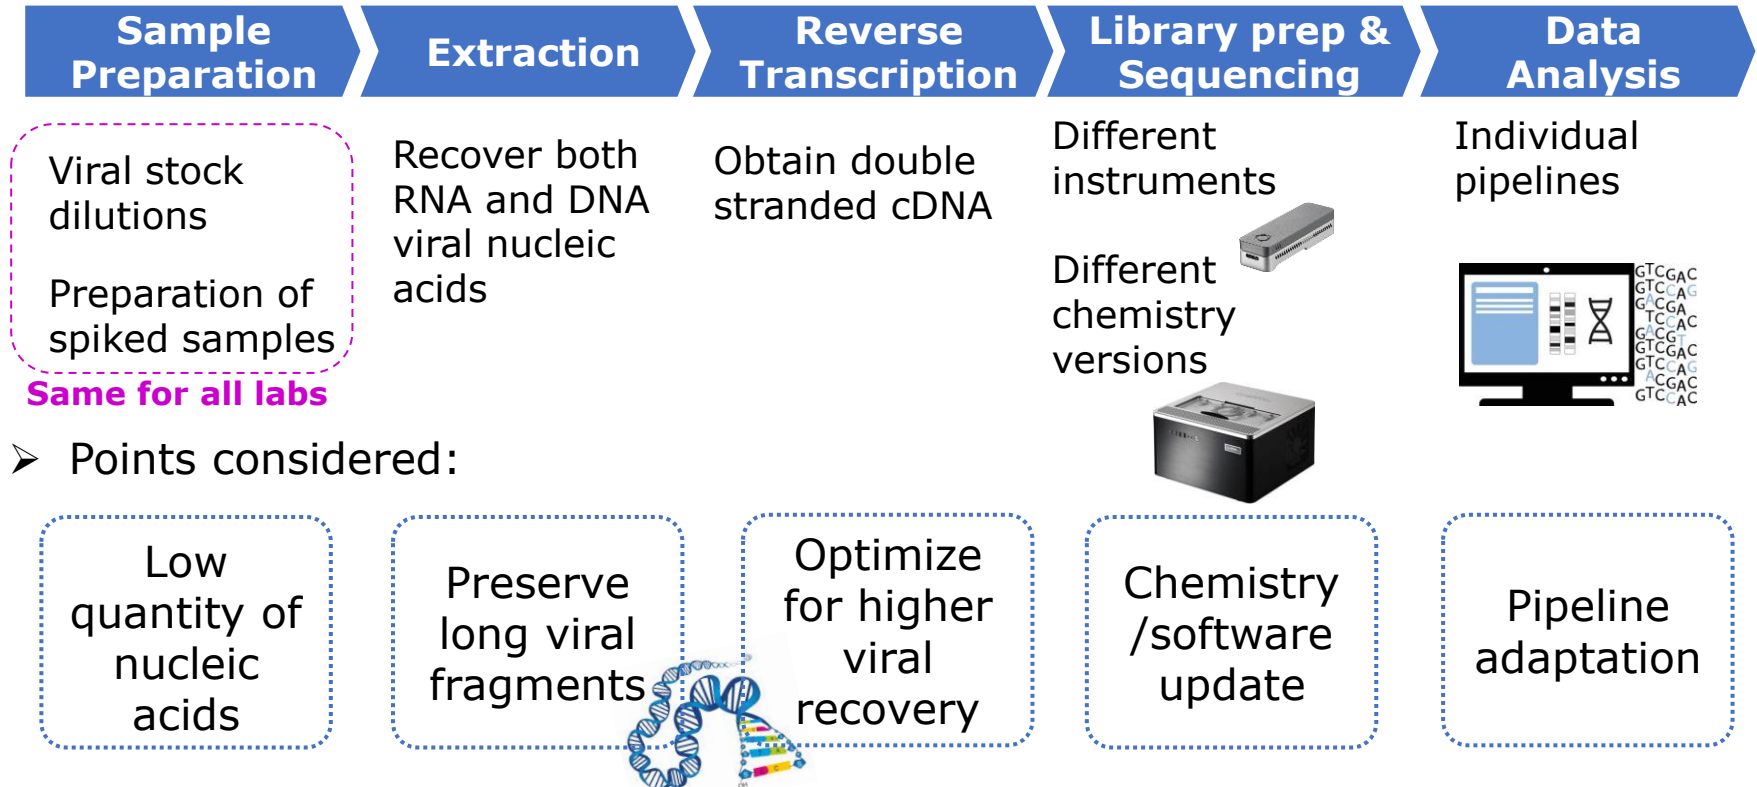 Sample
Preparation
Extraction
Reverse
Transcription
Library prep &
Sequencing
Data
Analysis
Viral stock
dilutions
Preparation of
spiked samples
Same for all labs
Recover both
RNA and DNA
viral nucleic
acids
Obtain double
stranded cDNA
Different
instruments
Different
chemistry
versions
Individual
pipelines
GTCGAC
GTCCAG
GACGA
TCCAC
GACGT
GTCGAC
GTCCAG
ACGAC
GTCCAC
➢ Points considered:
Low
quantity of
nucleic
acids
Preserve
long viral
fragments
Optimize
for higher
viral
recovery
Chemistry
/software
update
Pipeline
adaptation